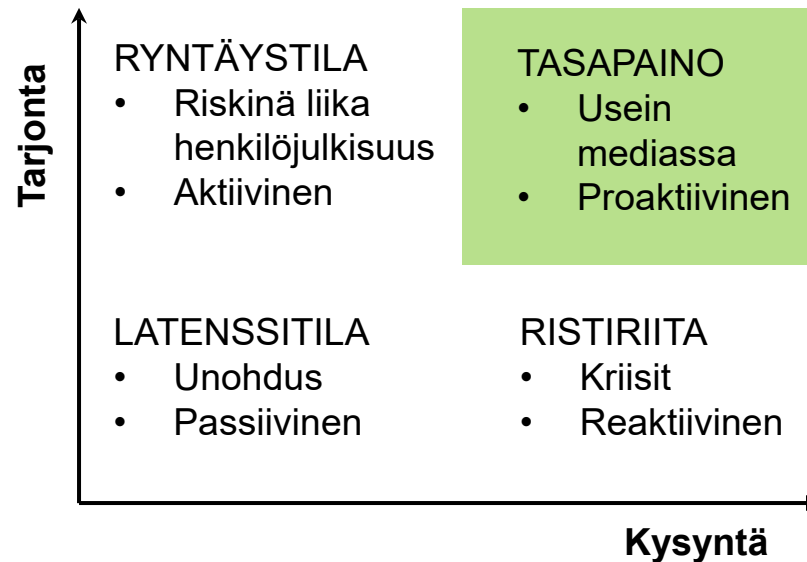 Tarjonta
RYNTÄYSTILA
• Riskinä liika
henkilöjulkisuus
• Aktiivinen
TASAPAINO
• Usein
mediassa
• Proaktiivinen
LATENSSITILA
• Unohdus
• Passiivinen
RISTIRIITA
• Kriisit
• Reaktiivinen
Kysyntä